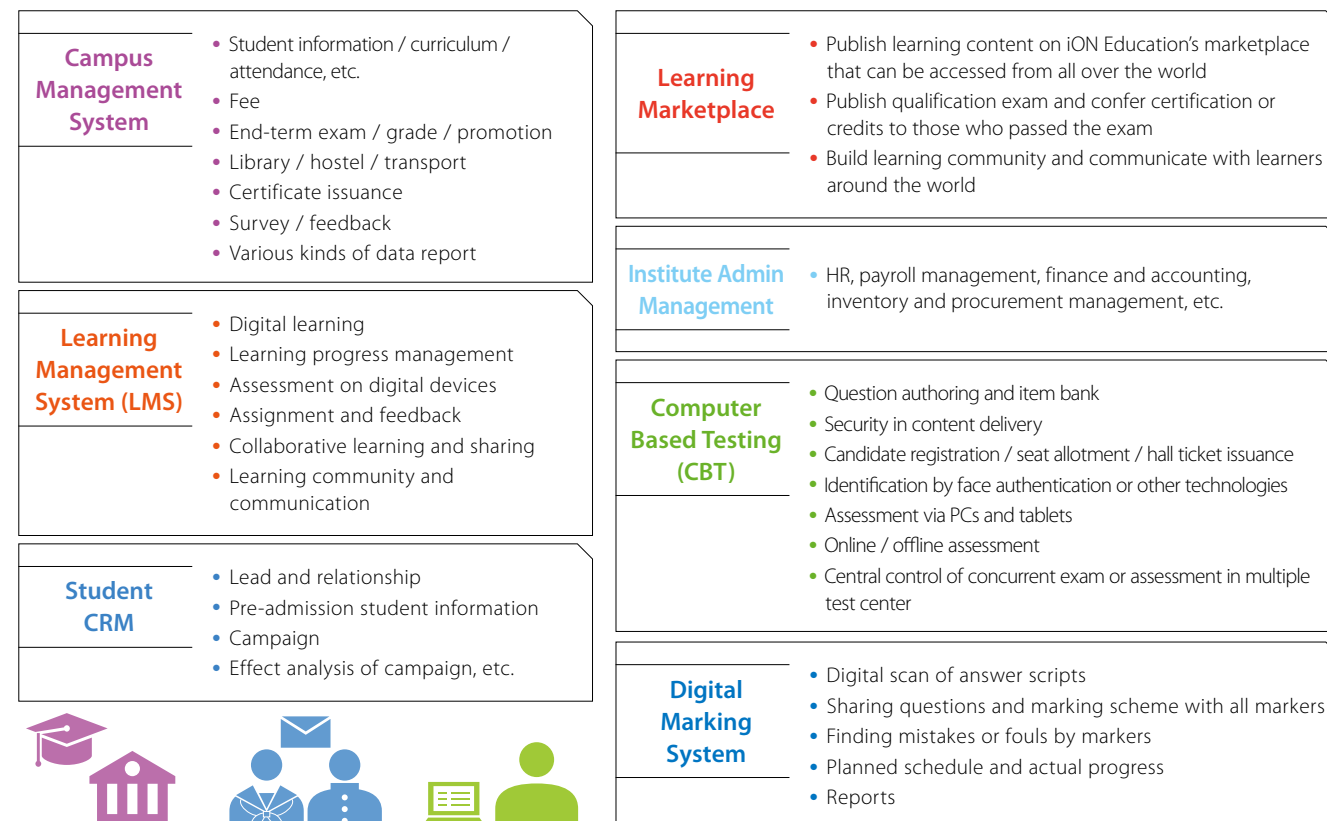 Campus
Management
System
• Student information / curriculum /
attendance, etc.
• Fee
• End-term exam / grade / promotion
• Library / hostel / transport
• Certificate issuance
• Survey / feedback
• Various kinds of data report
Learning
Management
System (LMS)
• Digital learning
• Learning progress management
• Assessment on digital devices
• Assignment and feedback
• Collaborative learning and sharing
• Learning community and
communication
Student
CRM
• Lead and relationship
• Pre-admission student information
• Campaign
• Effect analysis of campaign, etc.
Learning
Marketplace
• Publish learning content on iON Education’s marketplace
that can be accessed from all over the world
• Publish qualification exam and confer certification or
credits to those who passed the exam
• Build learning community and communicate with learners
around the world
Institute Admin
Management
• HR, payroll management, finance and accounting,
inventory and procurement management, etc.
Computer
Based Testing
(CBT)
• Question authoring and item bank
• Security in content delivery
• Candidate registration / seat allotment / hall ticket issuance
• Identification by face authentication or other technologies
• Assessment via PCs and tablets
• Online / offline assessment
• Central control of concurrent exam or assessment in multiple
test center
Digital
Marking
System
• Digital scan of answer scripts
• Sharing questions and marking scheme with all markers
• Finding mistakes or fouls by markers
• Planned schedule and actual progress
• Reports